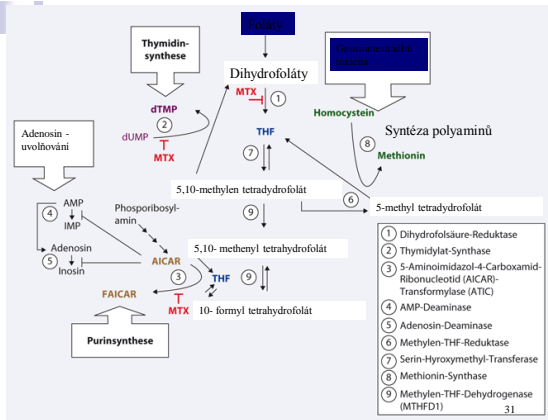 Foláty
Thymidin-
synthese
Dihydrofoláty
MTX
1
dTMP
2
dUMP
MTX
THF
7
Homocystein
8
Syntéza polyaminů
Methionin
Adenosin -
uvolňování
5,10-methylen tetradydrofolát
6
5-methyl tetradydrofolát
4
AMP
IMP
Adenosin
5
Inosin
Phosporibosyl-
amin
9
5,10- methenyl tetrahydrofolát
AICAR
3
THF
9
FAICAR
MTX
10- formyl tetrahydrofolát
Purinsynthese
1 Dihydrofolsäure-Reduktase
2 Thymidylat-Synthase
3 5-Aminoimidazol-4-Carboxamid-
Ribonucleotid (AICAR)-
Transformylase (ATIC)
4 AMP-Deaminase
5 Adenosin-Deaminase
6 Methylen-THF-Reduktase
7 Serin-Hyroxymethyl-Transferase
8 Methionin-Synthase
9 Methylen-THF-Dehydrogenase
(MTHFD1)
31